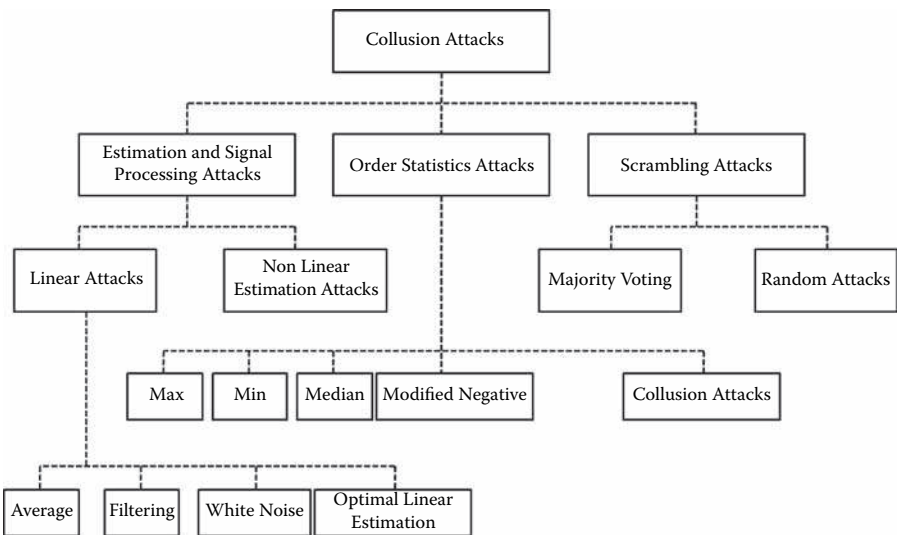 Collusion Attacks
Estimation and Signal
Processing Attacks
Order Statistics Attacks
Scrambling Attacks
Linear Attacks
Non Linear
Estimation Attacks
Majority Voting
Random Attacks
Max
Min
Median
Modified Negative
Collusion Attacks
Average
Filtering
White Noise
Optimal Linear
Estimation